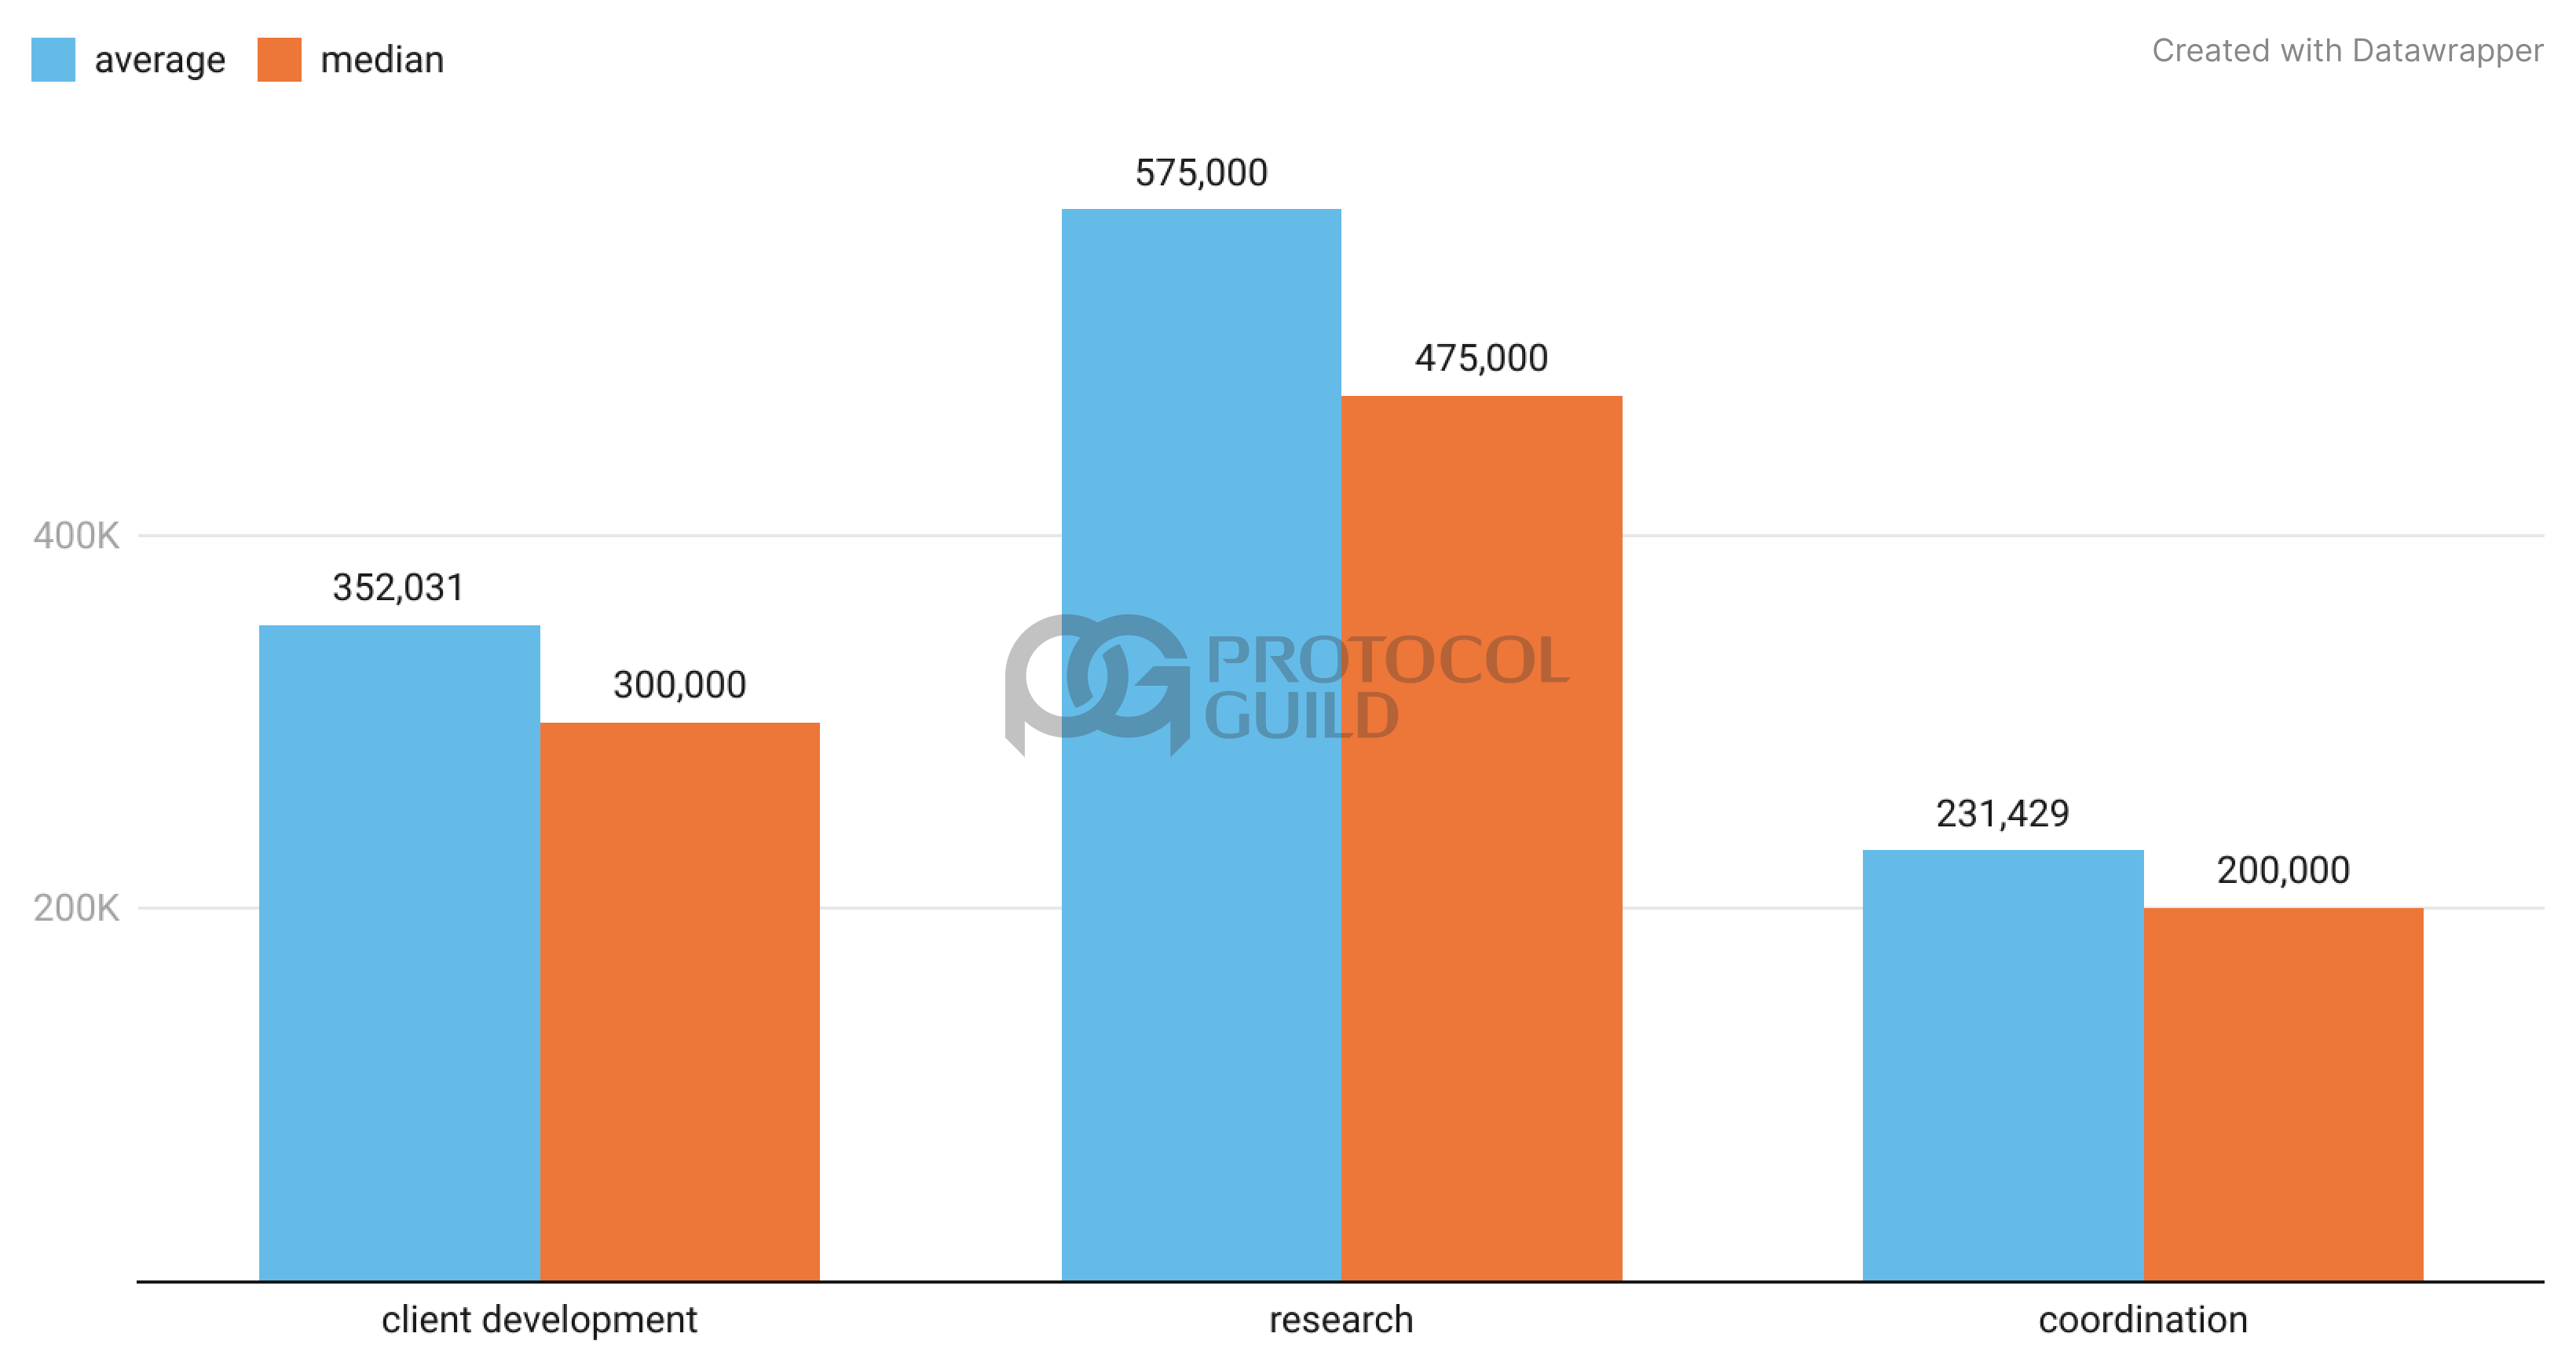 average median
Created with Datawrapper
575,000
475,000
400K
352,031
300,000
PROTOCOL
GUILD
231,429
200,000
200K
client development research coordination